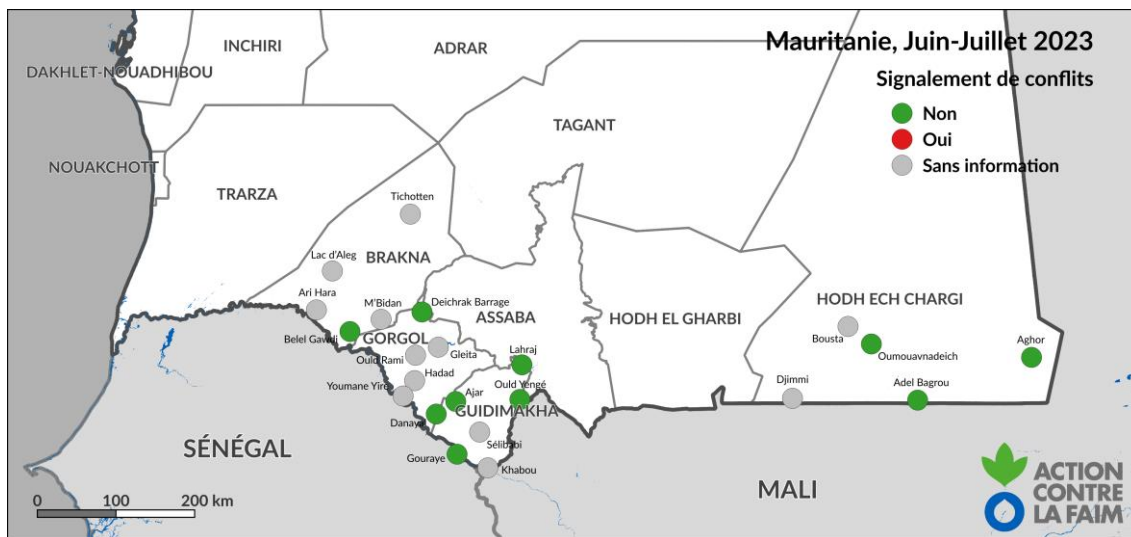 Mauritanie, Juin-Juillet 2023
Signalement de conflits
Non
Oui
Sans information
INCHIRI
ADRAR
DAKHLET-NOUADHIBOU
TAGANT
NOUAKCHOTT
TRARZA
Tichotten
BRAKNA
Lac d'Aleg
Ari Hara
M'Bidan
Deichrak Barrage
ASSABA
HODH ECH CHARGI
HODH EL GHARBI
Belel Gawdi
GORGOL
Bousta
Oumouavnadeich
Aghor
Ould Rami
Gleita
Lahraj
Hadad
Youmane Yiré
Ajar
Ould Yengé
Djimmi
Adel Bagrou
GUIDIMAKHA
Danaya
Sélibabi
SÉNÉGAL
Gouraye
Khabou
MALI
0 100 200 km
ACTION
CONTRE
LA FAIM